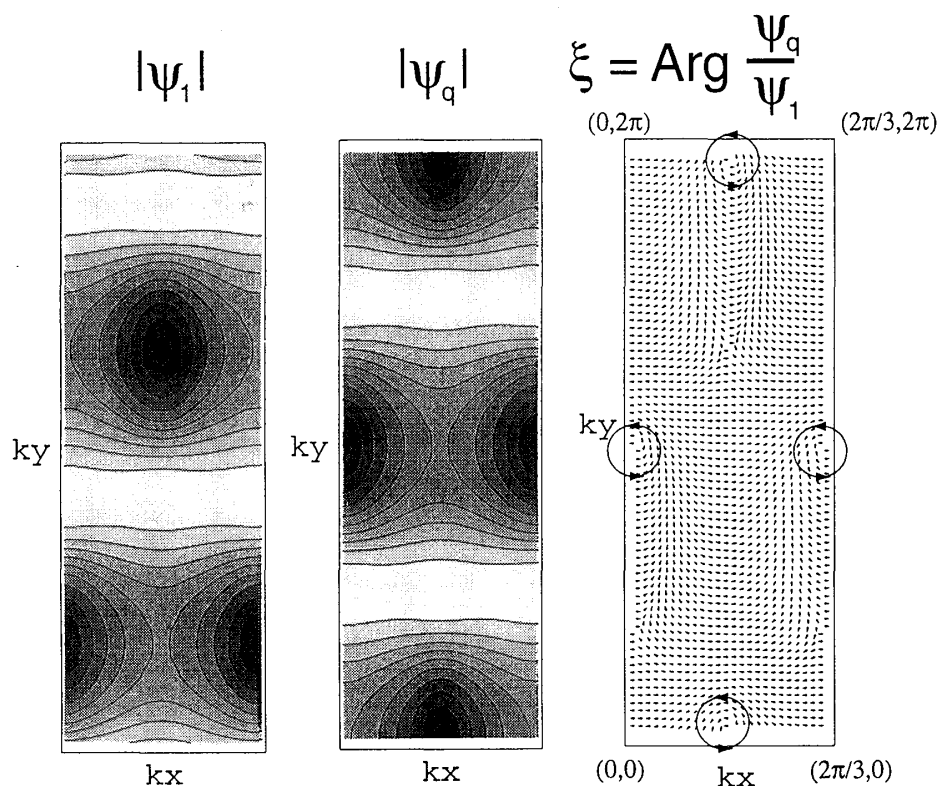 |ψ₁| |ψq| ξ = Arg ψq/ψ₁
(0,2π) (2π/3,2π)
ky ky ky
(0,0) kx (2π/3,0)
kx kx